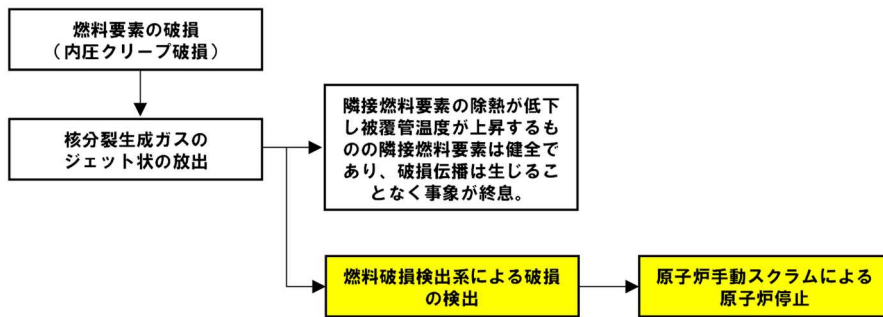 燃料要素の破損
（内圧クリープ破損）
核分裂生成ガスの
ジェット状の放出
隣接燃料要素の除熱が低下
し被覆管温度が上昇するも
のの隣接燃料要素は健全で
あり、破損伝播は生じるこ
となく事象が終息。
燃料破損検出系による破損
の検出
原子炉手動スクラムによる
原子炉停止